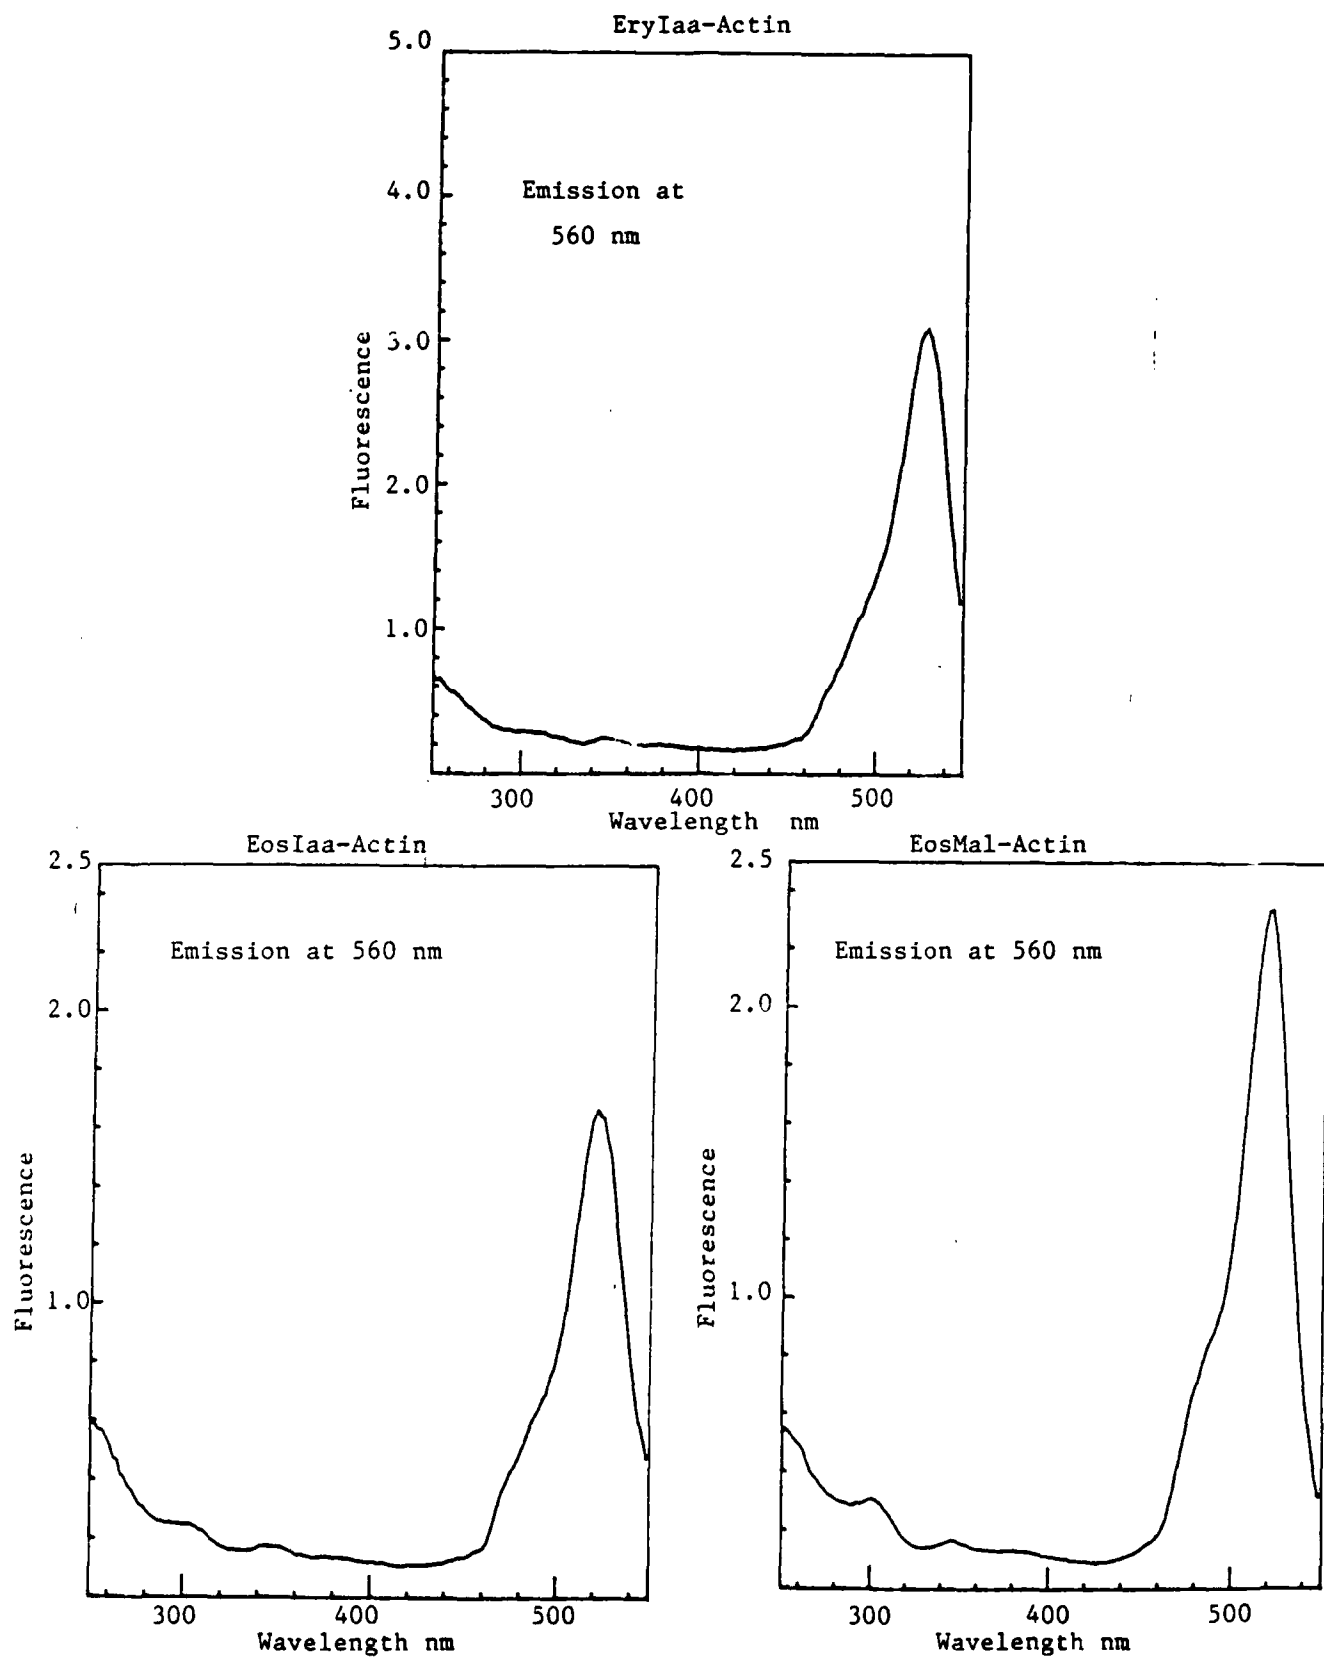 EryIaa-Actin
5.0
4.0
3.0
2.0
1.0
Emission at
560 nm
Fluorescence
300 400 500
Wavelength nm
EosIaa-Actin
2.5
2.0
1.0
Emission at 560 nm
Fluorescence
300 400 500
Wavelength nm
EosMal-Actin
2.5
2.0
1.0
Emission at 560 nm
Fluorescence
300 400 500
Wavelength nm